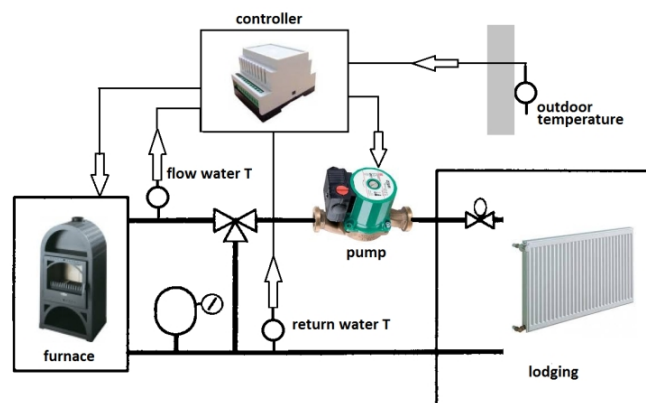 controller
outdoor
temperature
flow water T
pump
return water T
furnace
lodging